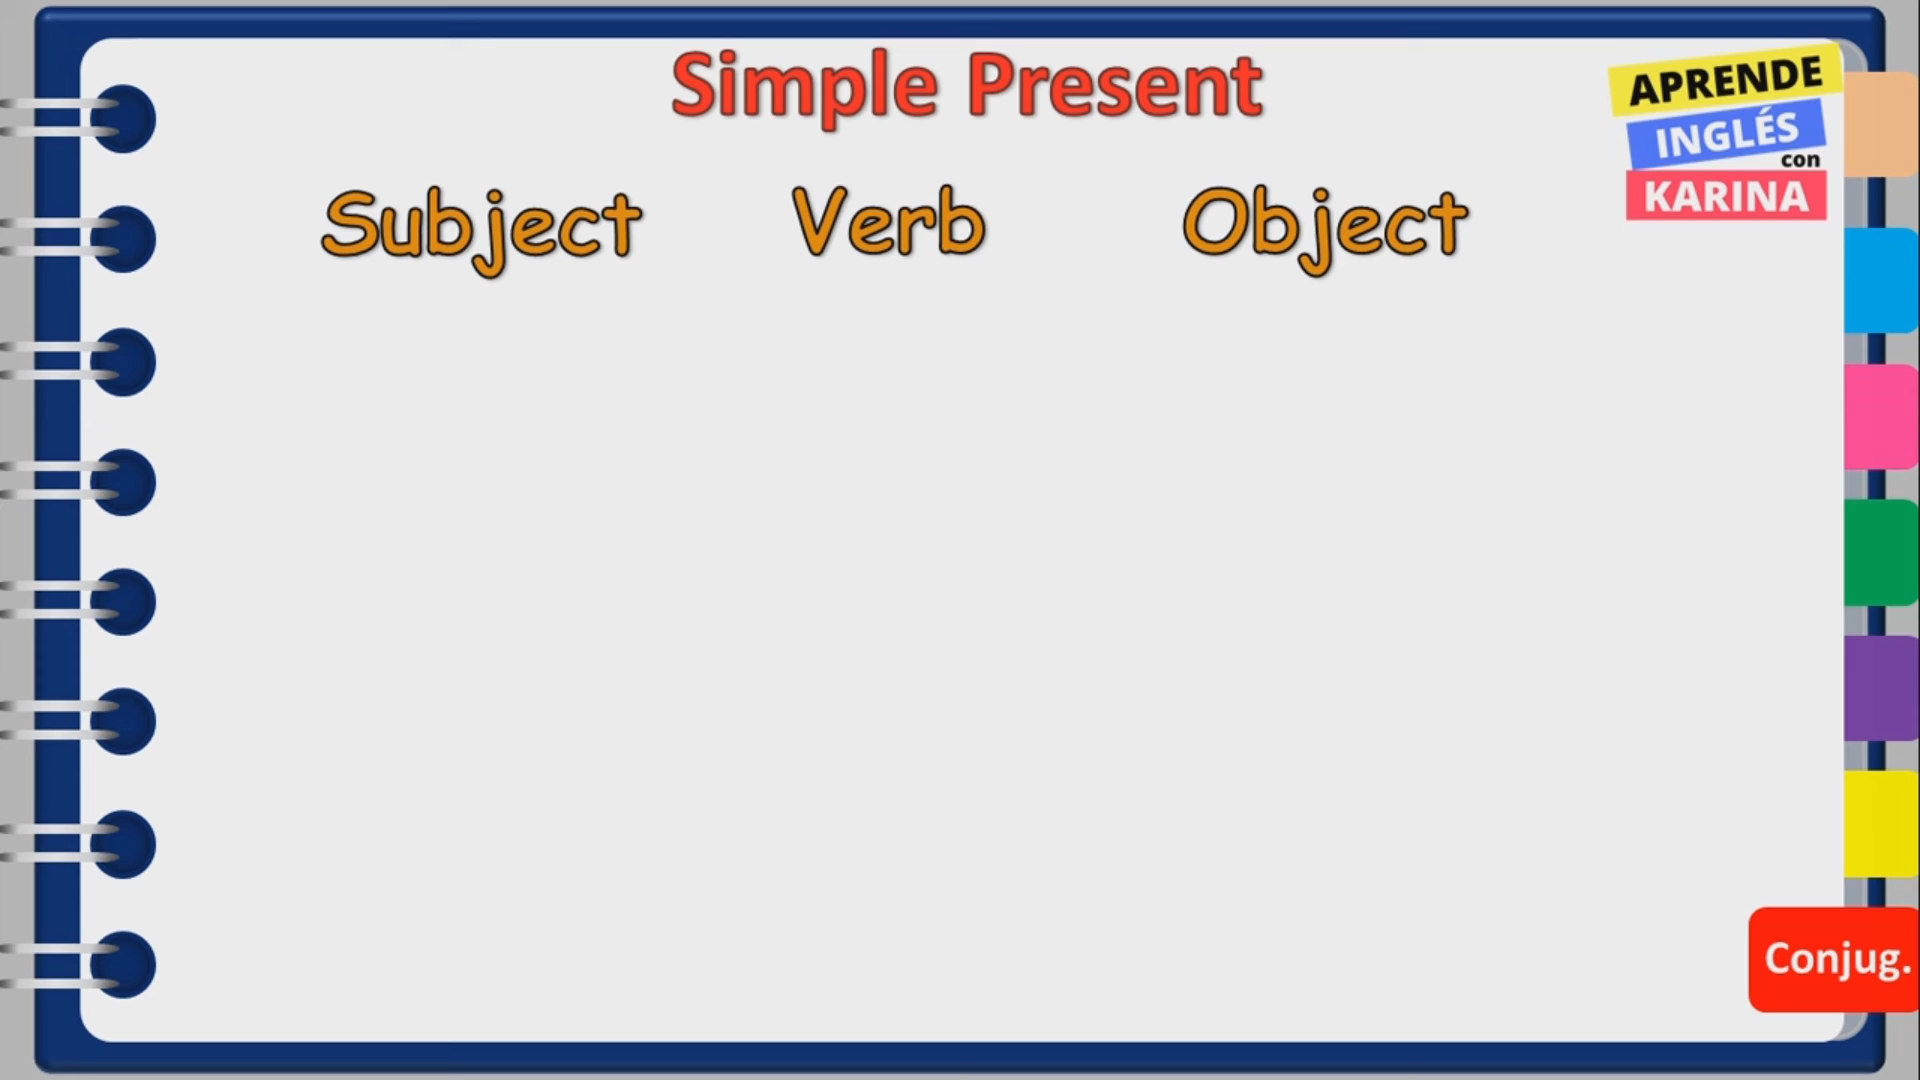 Simple Present
APRENDE
INGLÉS
con
KARINA
Subject Verb Object
Conjug.